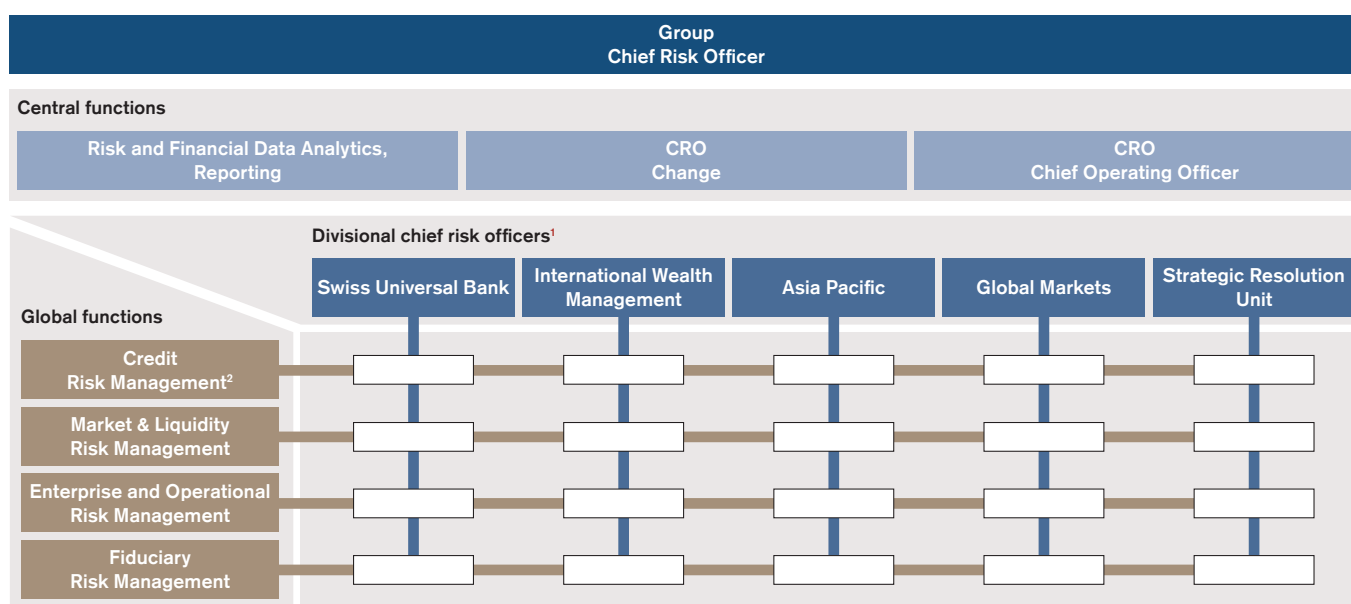 Group
Chief Risk Officer
Central functions
Risk and Financial Data Analytics,
Reporting
CRO
Change
CRO
Chief Operating Officer
Divisional chief risk officers¹
Swiss Universal Bank
International Wealth
Management
Asia Pacific
Global Markets
Strategic Resolution
Unit
Global functions
Credit
Risk Management²
Market & Liquidity
Risk Management
Enterprise and Operational
Risk Management
Fiduciary
Risk Management